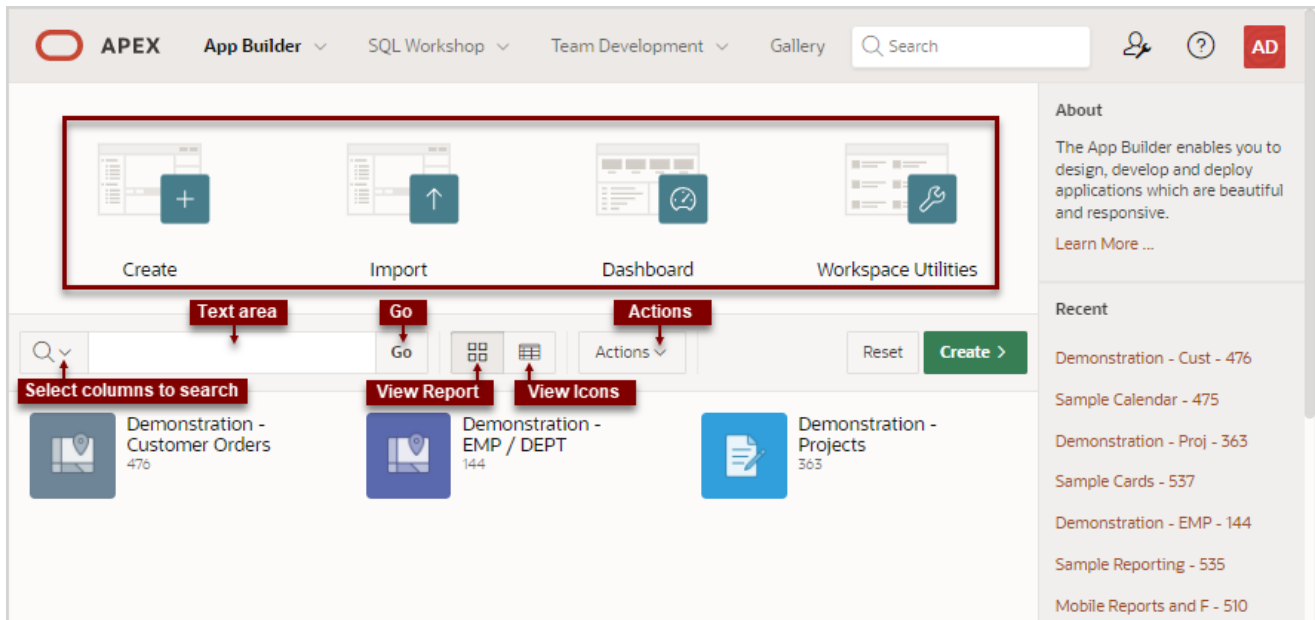 APEX App Builder SQL Workshop Team Development Gallery Search AD
Create Import Dashboard Workspace Utilities
Text area Go Actions
Go Actions Reset Create >
Select columns to search View Report View Icons
Demonstration -
Customer Orders
476
Demonstration -
EMP / DEPT
144
Demonstration -
Projects
363
About
The App Builder enables you to
design, develop and deploy
applications which are beautiful
and responsive.
Learn More ...
Recent
Demonstration - Cust - 476
Sample Calendar - 475
Demonstration - Proj - 363
Sample Cards - 537
Demonstration - EMP - 144
Sample Reporting - 535
Mobile Reports and F - 510